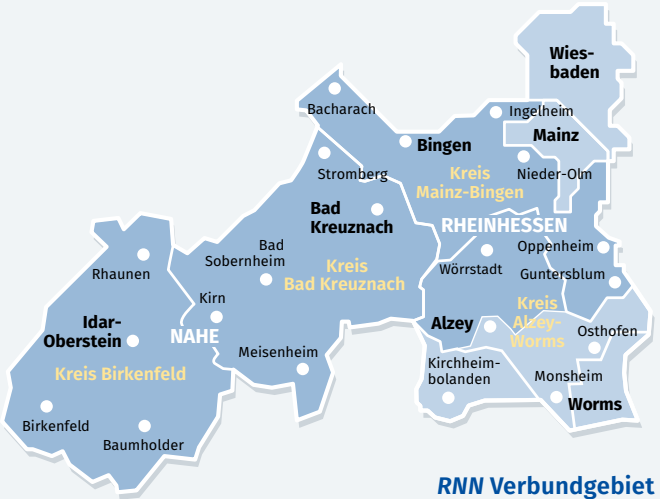 Wies-
baden
Bacharach
Ingelheim
Mainz
Bingen
Stromberg
Kreis
Mainz-Bingen
Nieder-Olm
Bad
Kreuznach
RHEINHESSEN
Bad
Sobernheim
Oppenheim
Rhaunen
Kreis
Bad Kreuznach
Wörrstadt
Guntersblum
Kirn
Kreis
Alzey-
Worms
Idar-
Oberstein
NAHE
Alzey
Osthofen
Meisenheim
Kirchheim-
bolanden
Kreis Birkenfeld
Monsheim
Worms
Birkenfeld
Baumholder
RNN Verbundgebiet